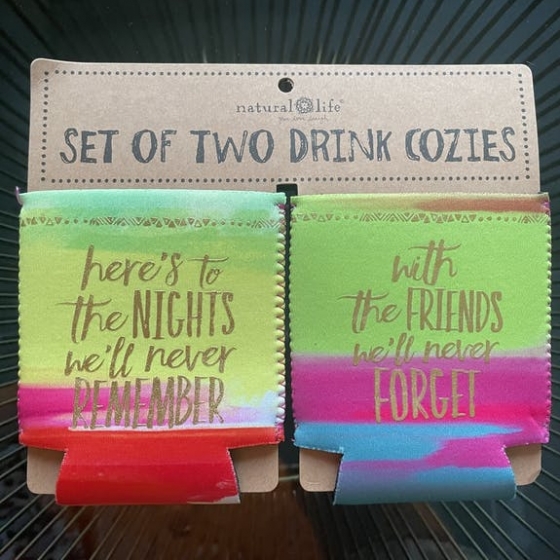 natural life®
SET OF TWO DRINK COZIES
here's to
the NIGHTS
we'll never
REMEMBER
with
the FRIENDS
we'll never
FORGET